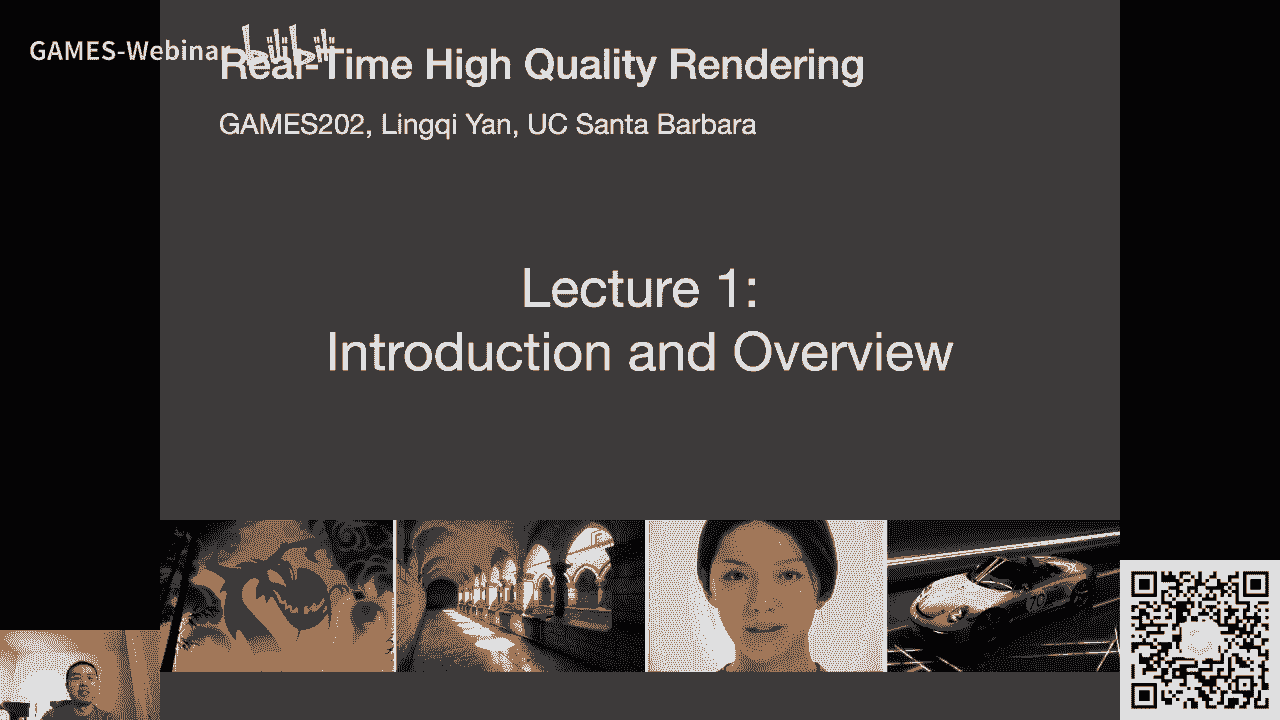 GAMES-Webinar bilibili
Real-Time High Quality Rendering
GAMES202, Lingqi Yan, UC Santa Barbara
Lecture 1:
Introduction and Overview
70